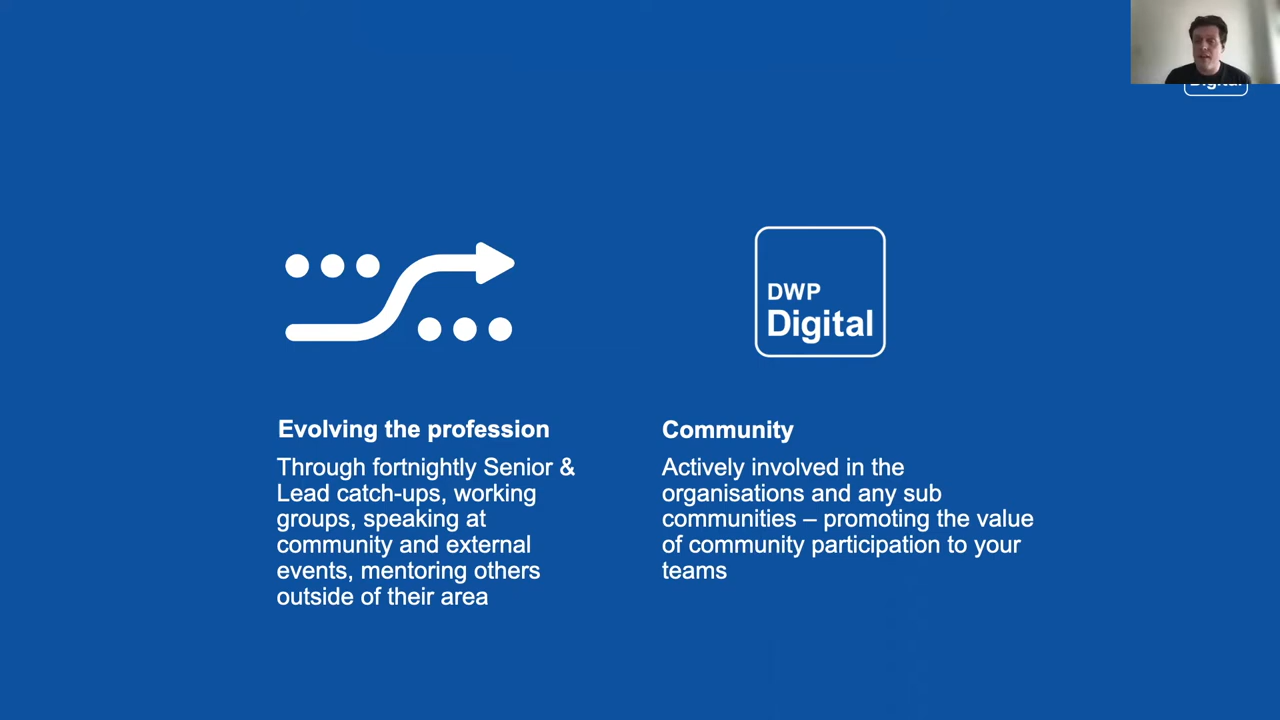 Digital
DWP
Digital
Evolving the profession
Through fortnightly Senior &
Lead catch-ups, working
groups, speaking at
community and external
events, mentoring others
outside of their area
Community
Actively involved in the
organisations and any sub
communities – promoting the value
of community participation to your
teams